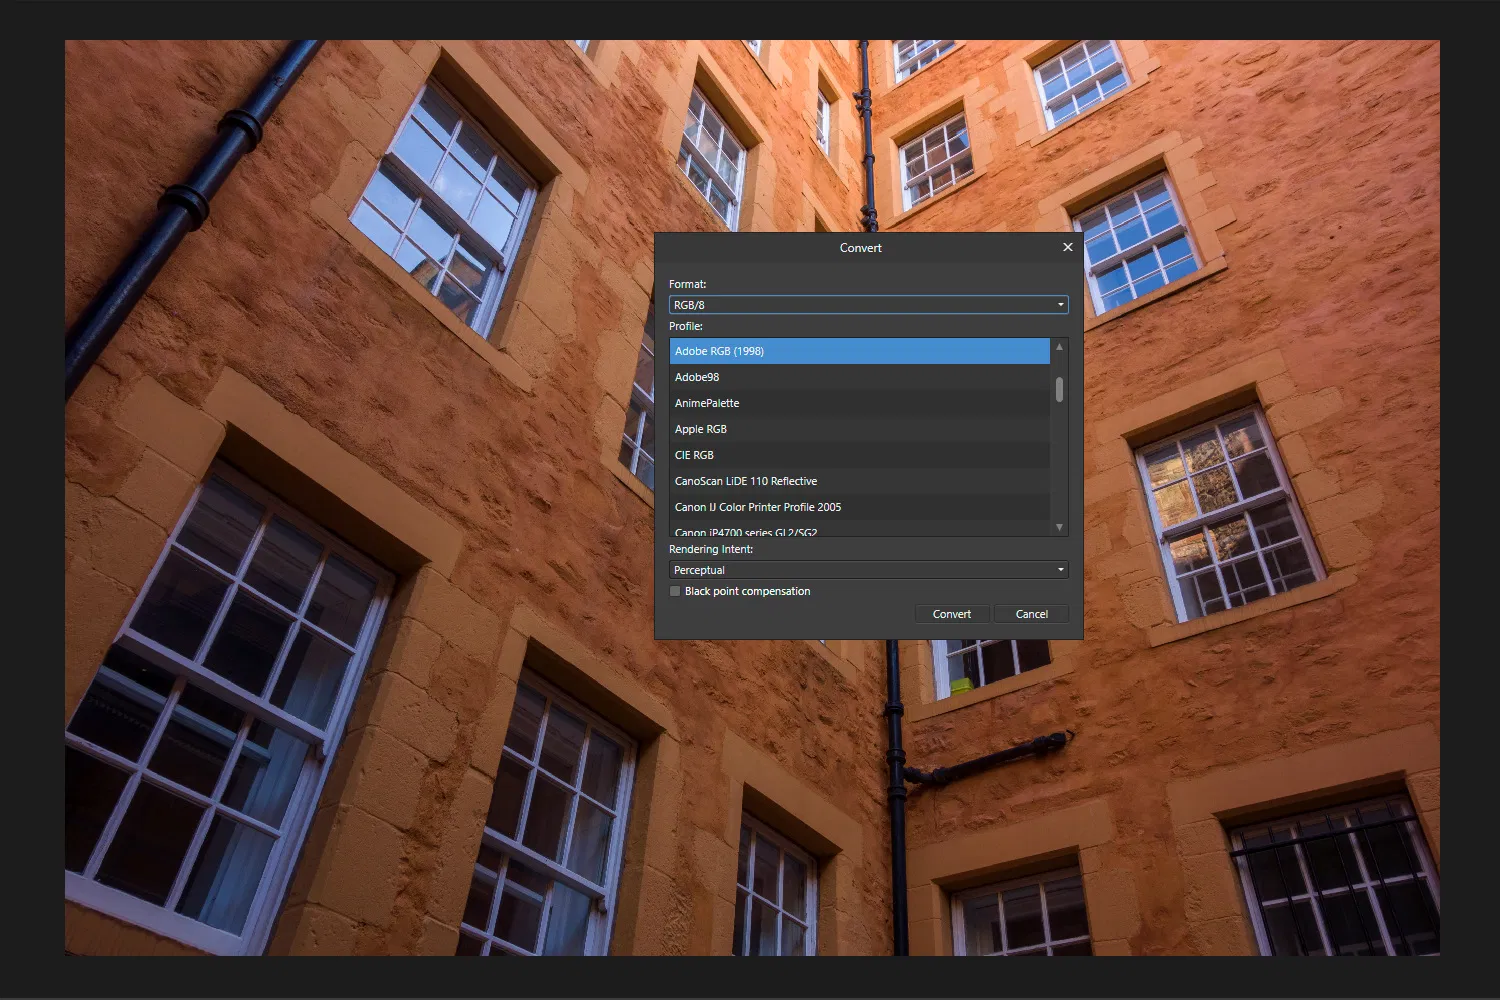 Convert
Format:
RGB/8
Profile:
Adobe RGB (1998)
Adobe98
AnimePalette
Apple RGB
CIE RGB
CanoScan LiDE 110 Reflective
Canon IJ Color Printer Profile 2005
Canon iP4700 series GL2/SG2
Rendering Intent:
Perceptual
Black point compensation
Convert Cancel